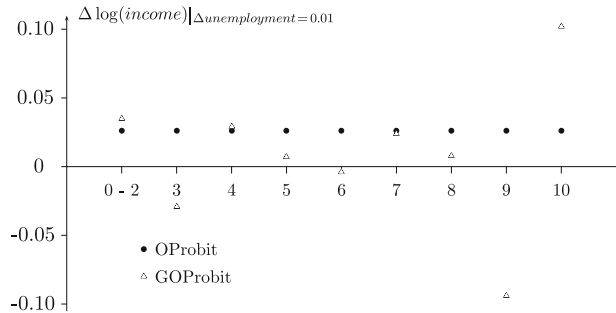 Δ log(income)|Δunemployment=0.01
0.10
0.05
0
-0.05
-0.10
0 - 2 3 4 5 6 7 8 9 10
OProbit
GOProbit